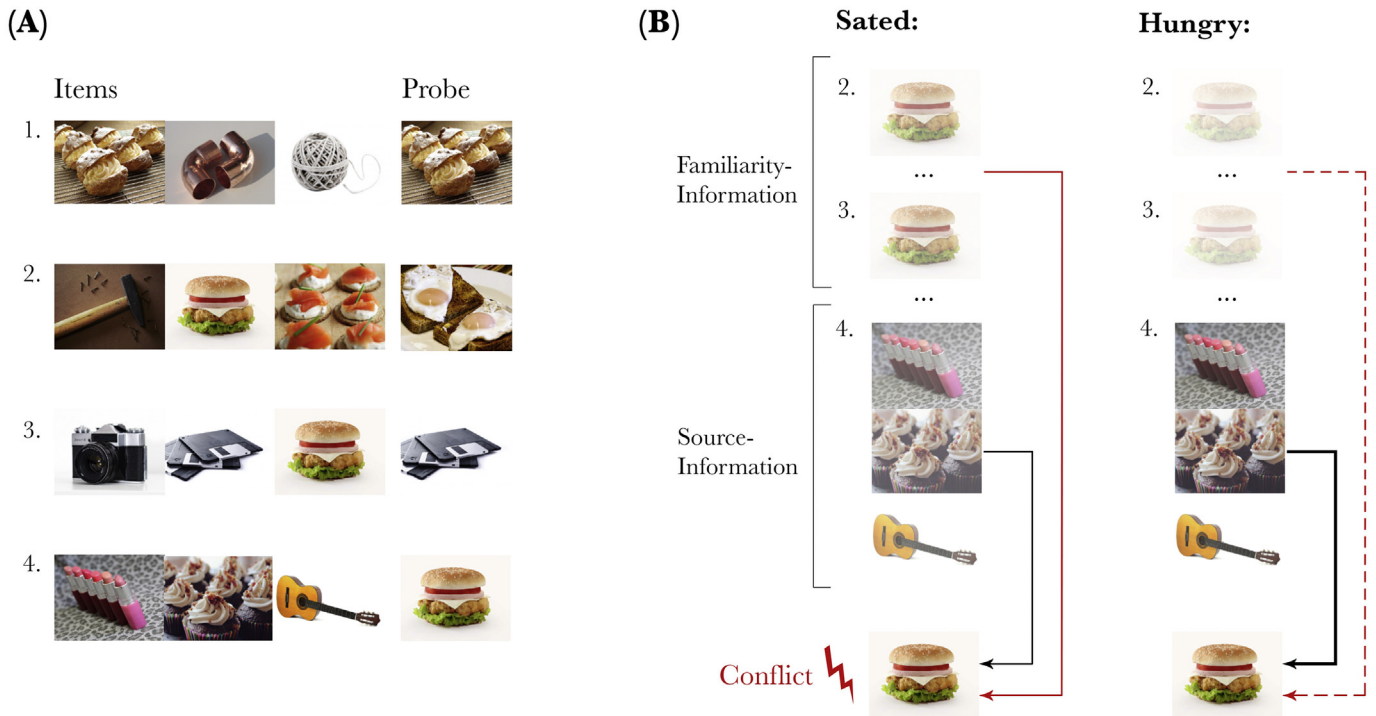 (A)
Items Probe
1.
2.
3.
4.
(B)
Sated: Hungry:
Familiarity-
Information
2. 2.
... ...
3. 3.
... ...
Source-
Information
4. 4.
Conflict